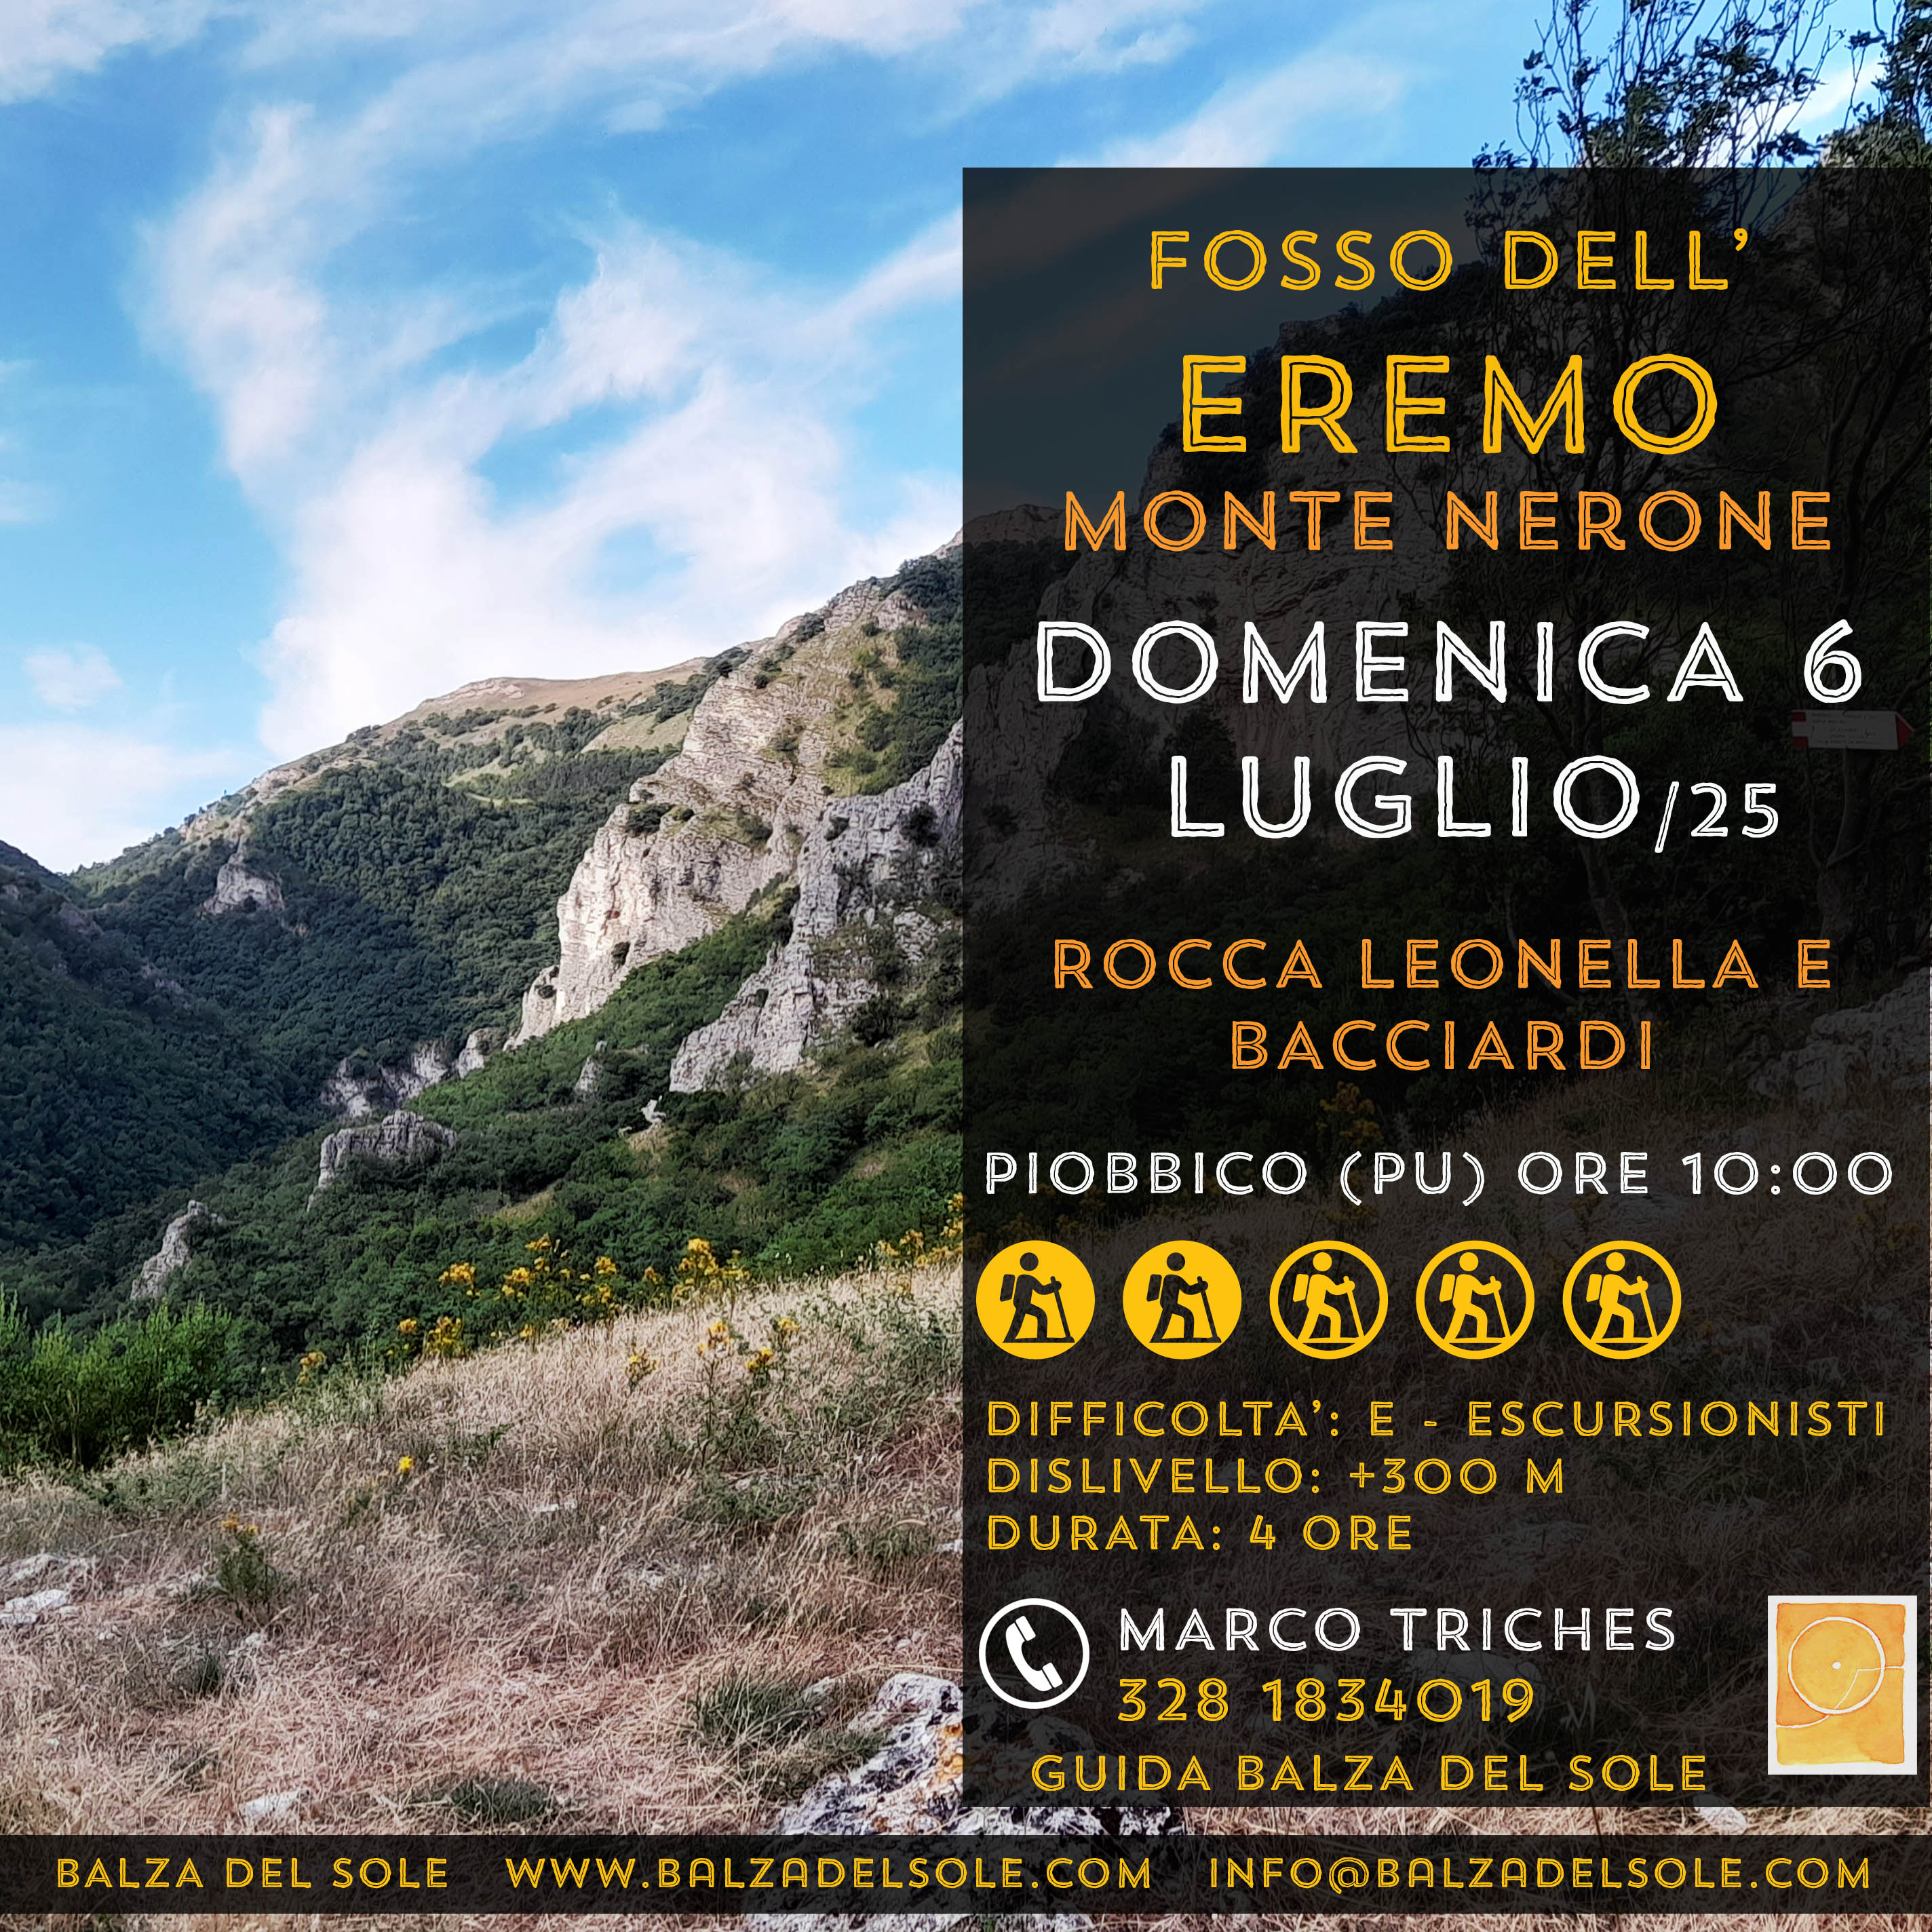 FOSSO DELL'
EREMO
MONTE NERONE
DOMENICA 6
LUGLIO/25
ROCCA LEONELLA E
BACCIARDI
PIOBBICO (PU) ORE 10:00
DIFFICOLTA': E - ESCURSIONISTI
DISLIVELLO: +300 M
DURATA: 4 ORE
MARCO TRICHES
328 1834019
GUIDA BALZA DEL SOLE
BALZA DEL SOLE WWW.BALZADELSOLE.COM INFO@BALZADELSOLE.COM